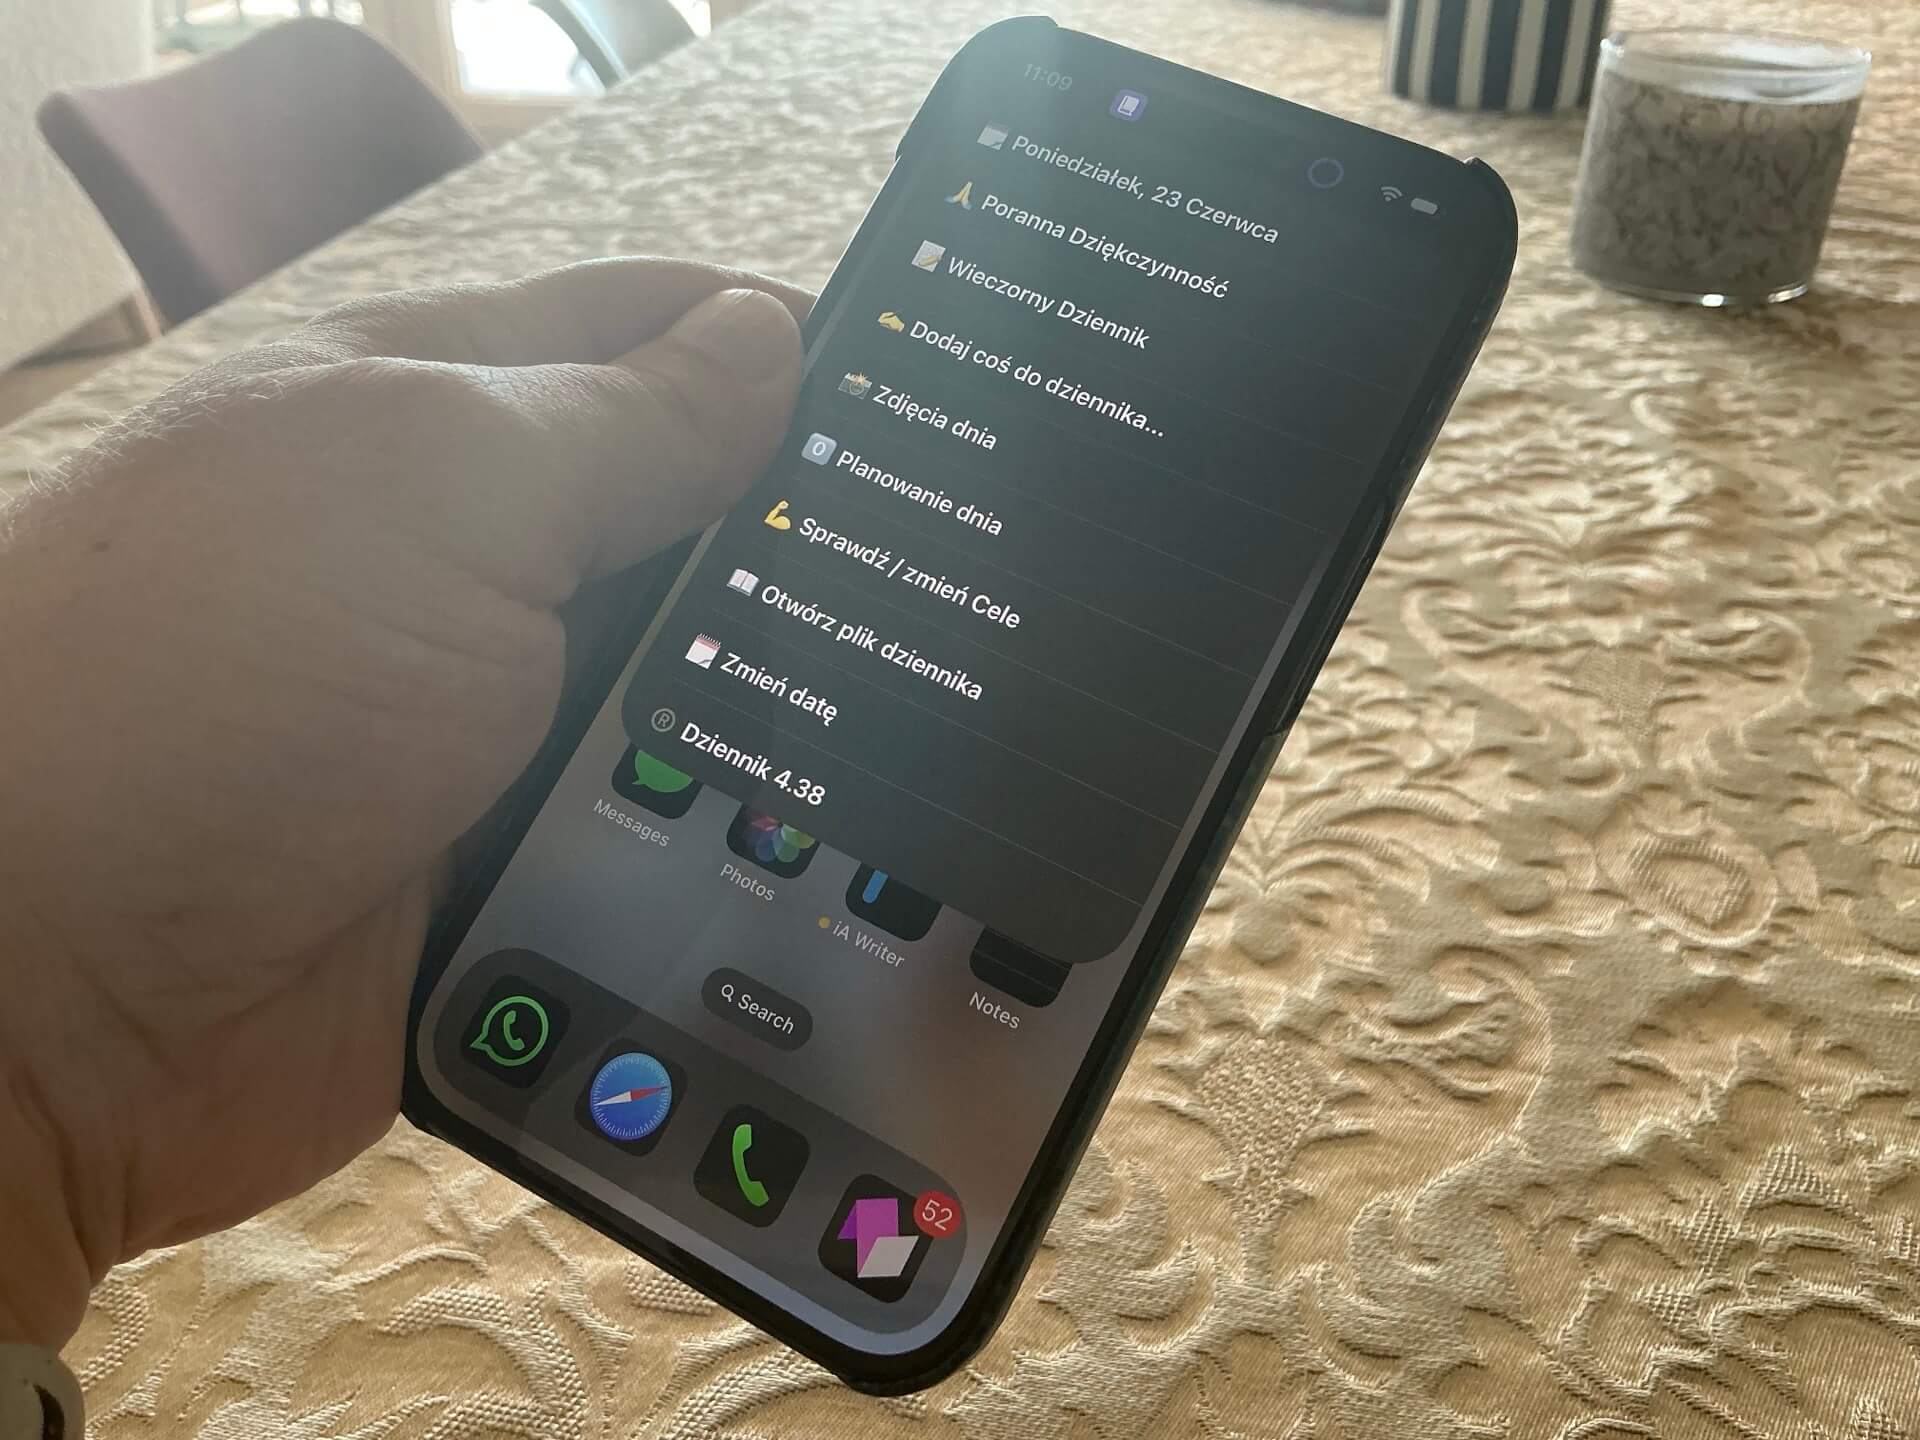 11:09
Poniedziałek, 23 Czerwca
Poranna Dziękczynność
Wieczorny Dziennik
Dodaj coś do dziennika...
Zdjęcia dnia
0 Planowanie dnia
Sprawdź / zmień Cele
Otwórz plik dziennika
Zmień datę
® Dziennik 4.38
Messages
Photos
iA Writer
Notes
Search
52